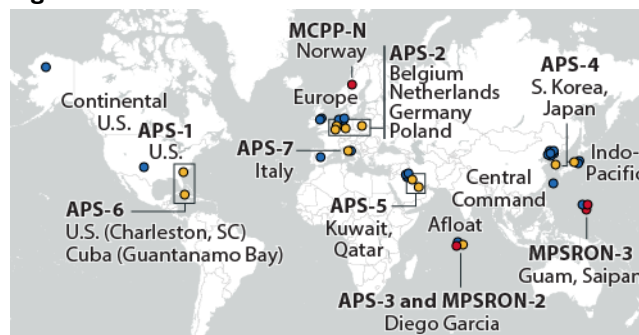 MCPP-N
Norway
APS-2
Belgium
Netherlands
Germany
Poland
APS-4
S. Korea,
Japan
Continental
U.S.
Europe
APS-1
U.S.
APS-7
Italy
Indo-
Pacific
APS-6
U.S. (Charleston, SC)
Cuba (Guantanamo Bay)
APS-5
Kuwait,
Qatar
Central
Command
Afloat
MPSRON-3
Guam, Saipan
APS-3 and MPSRON-2
Diego Garcia